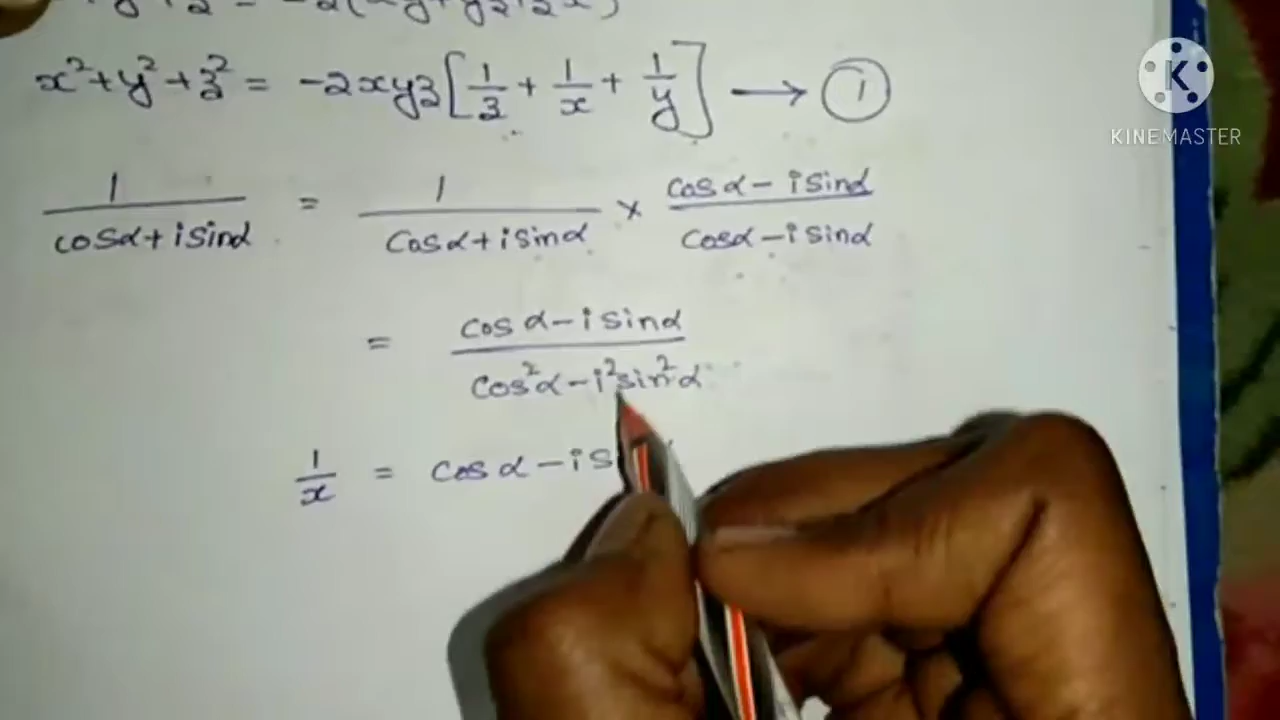 x²+y²+z² = -2xyz[1/z + 1/x + 1/y] → ①
K
KINEMASTER
1/(cosα+isinα) = 1/(cosα+isinα) × (cosα-isinα)/(cosα-isinα)
= (cosα-isinα)/(cos²α-i²sin²α)
1/x = cosα-is